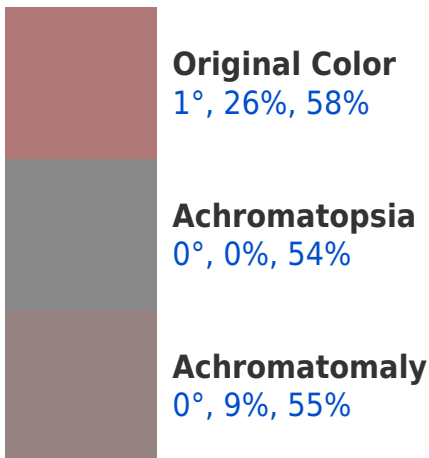 Original Color
1°, 26%, 58%
Achromatopsia
0°, 0%, 54%
Achromatomaly
0°, 9%, 55%